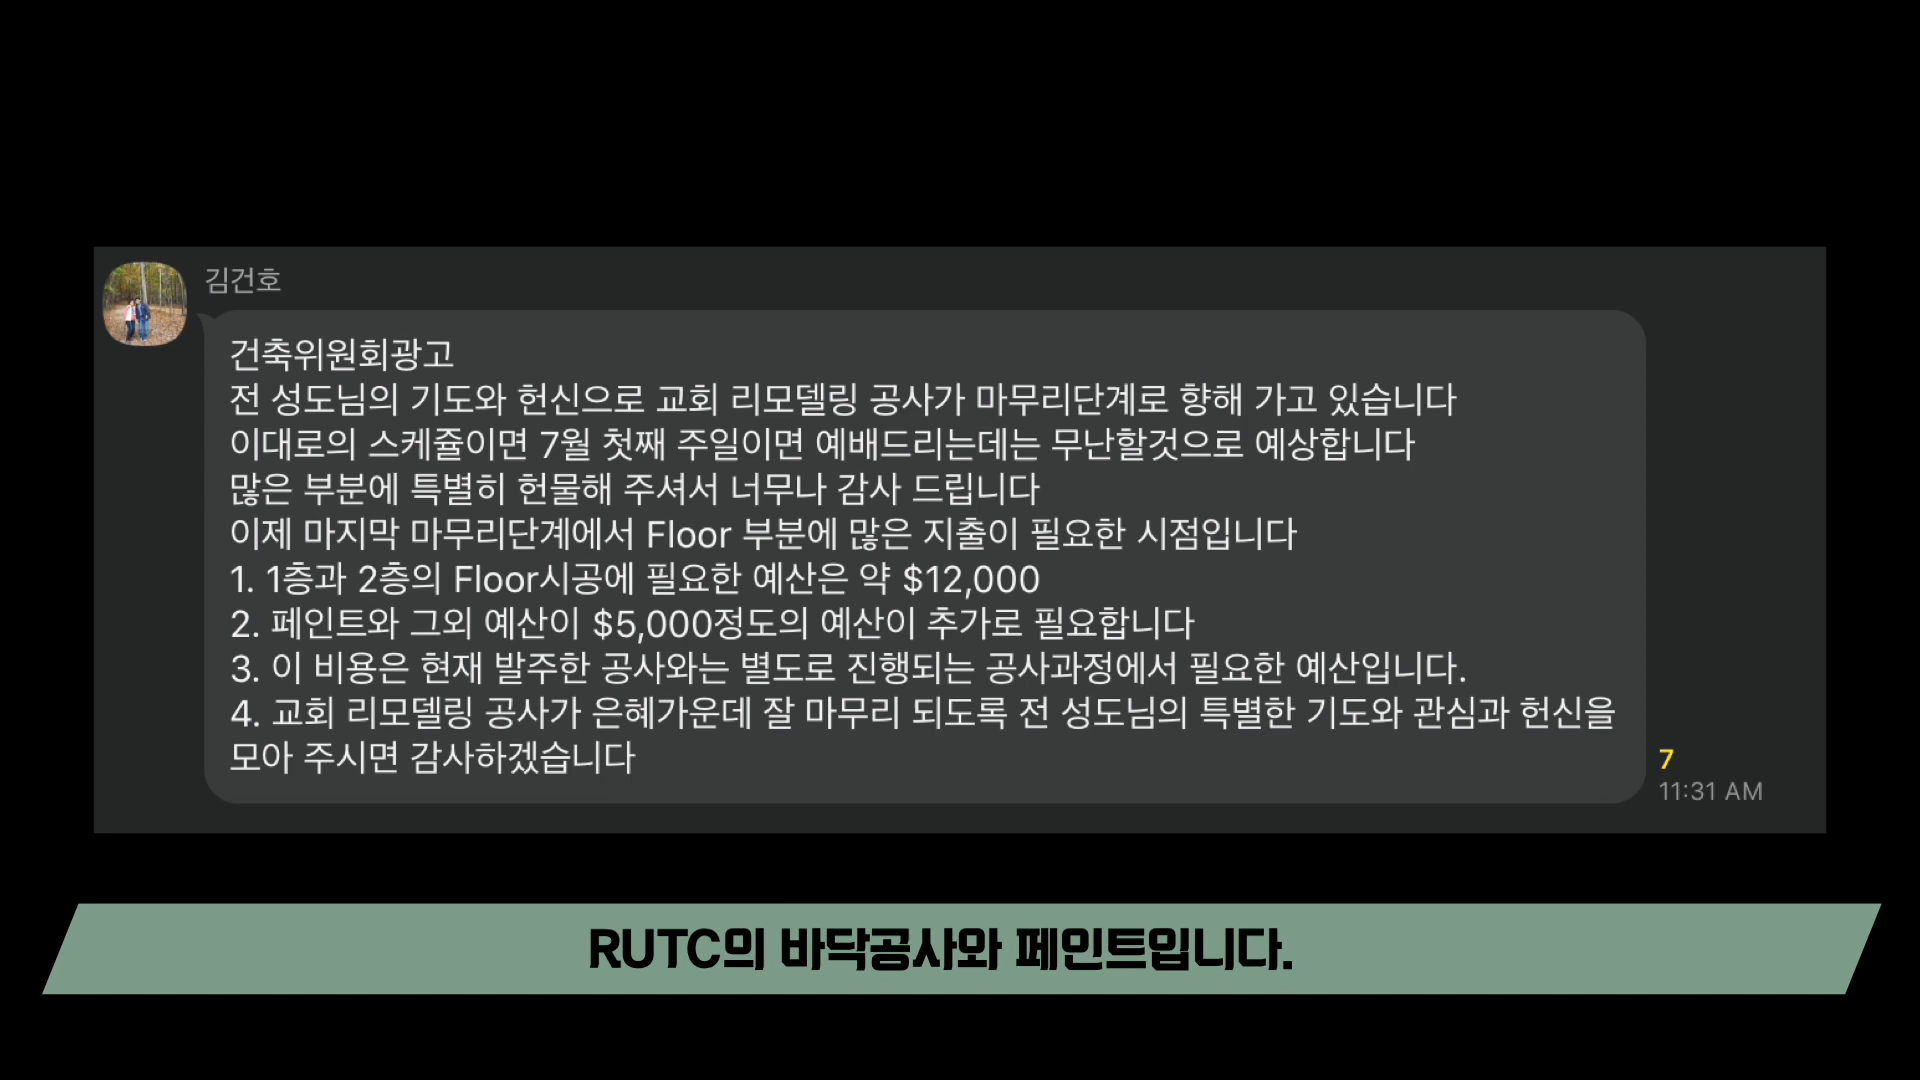 김건호
건축위원회광고
전 성도님의 기도와 헌신으로 교회 리모델링 공사가 마무리단계로 향해 가고 있습니다
이대로의 스케쥴이면 7월 첫째 주일이면 예배드리는데는 무난할것으로 예상합니다
많은 부분에 특별히 헌물해 주셔서 너무나 감사 드립니다
이제 마지막 마무리단계에서 Floor 부분에 많은 지출이 필요한 시점입니다
1. 1층과 2층의 Floor시공에 필요한 예산은 약 $12,000
2. 페인트와 그외 예산이 $5,000정도의 예산이 추가로 필요합니다
3. 이 비용은 현재 발주한 공사와는 별도로 진행되는 공사과정에서 필요한 예산입니다.
4. 교회 리모델링 공사가 은혜가운데 잘 마무리 되도록 전 성도님의 특별한 기도와 관심과 헌신을
모아 주시면 감사하겠습니다
7
11:31 AM
RUTC의 바닥공사와 페인트입니다.